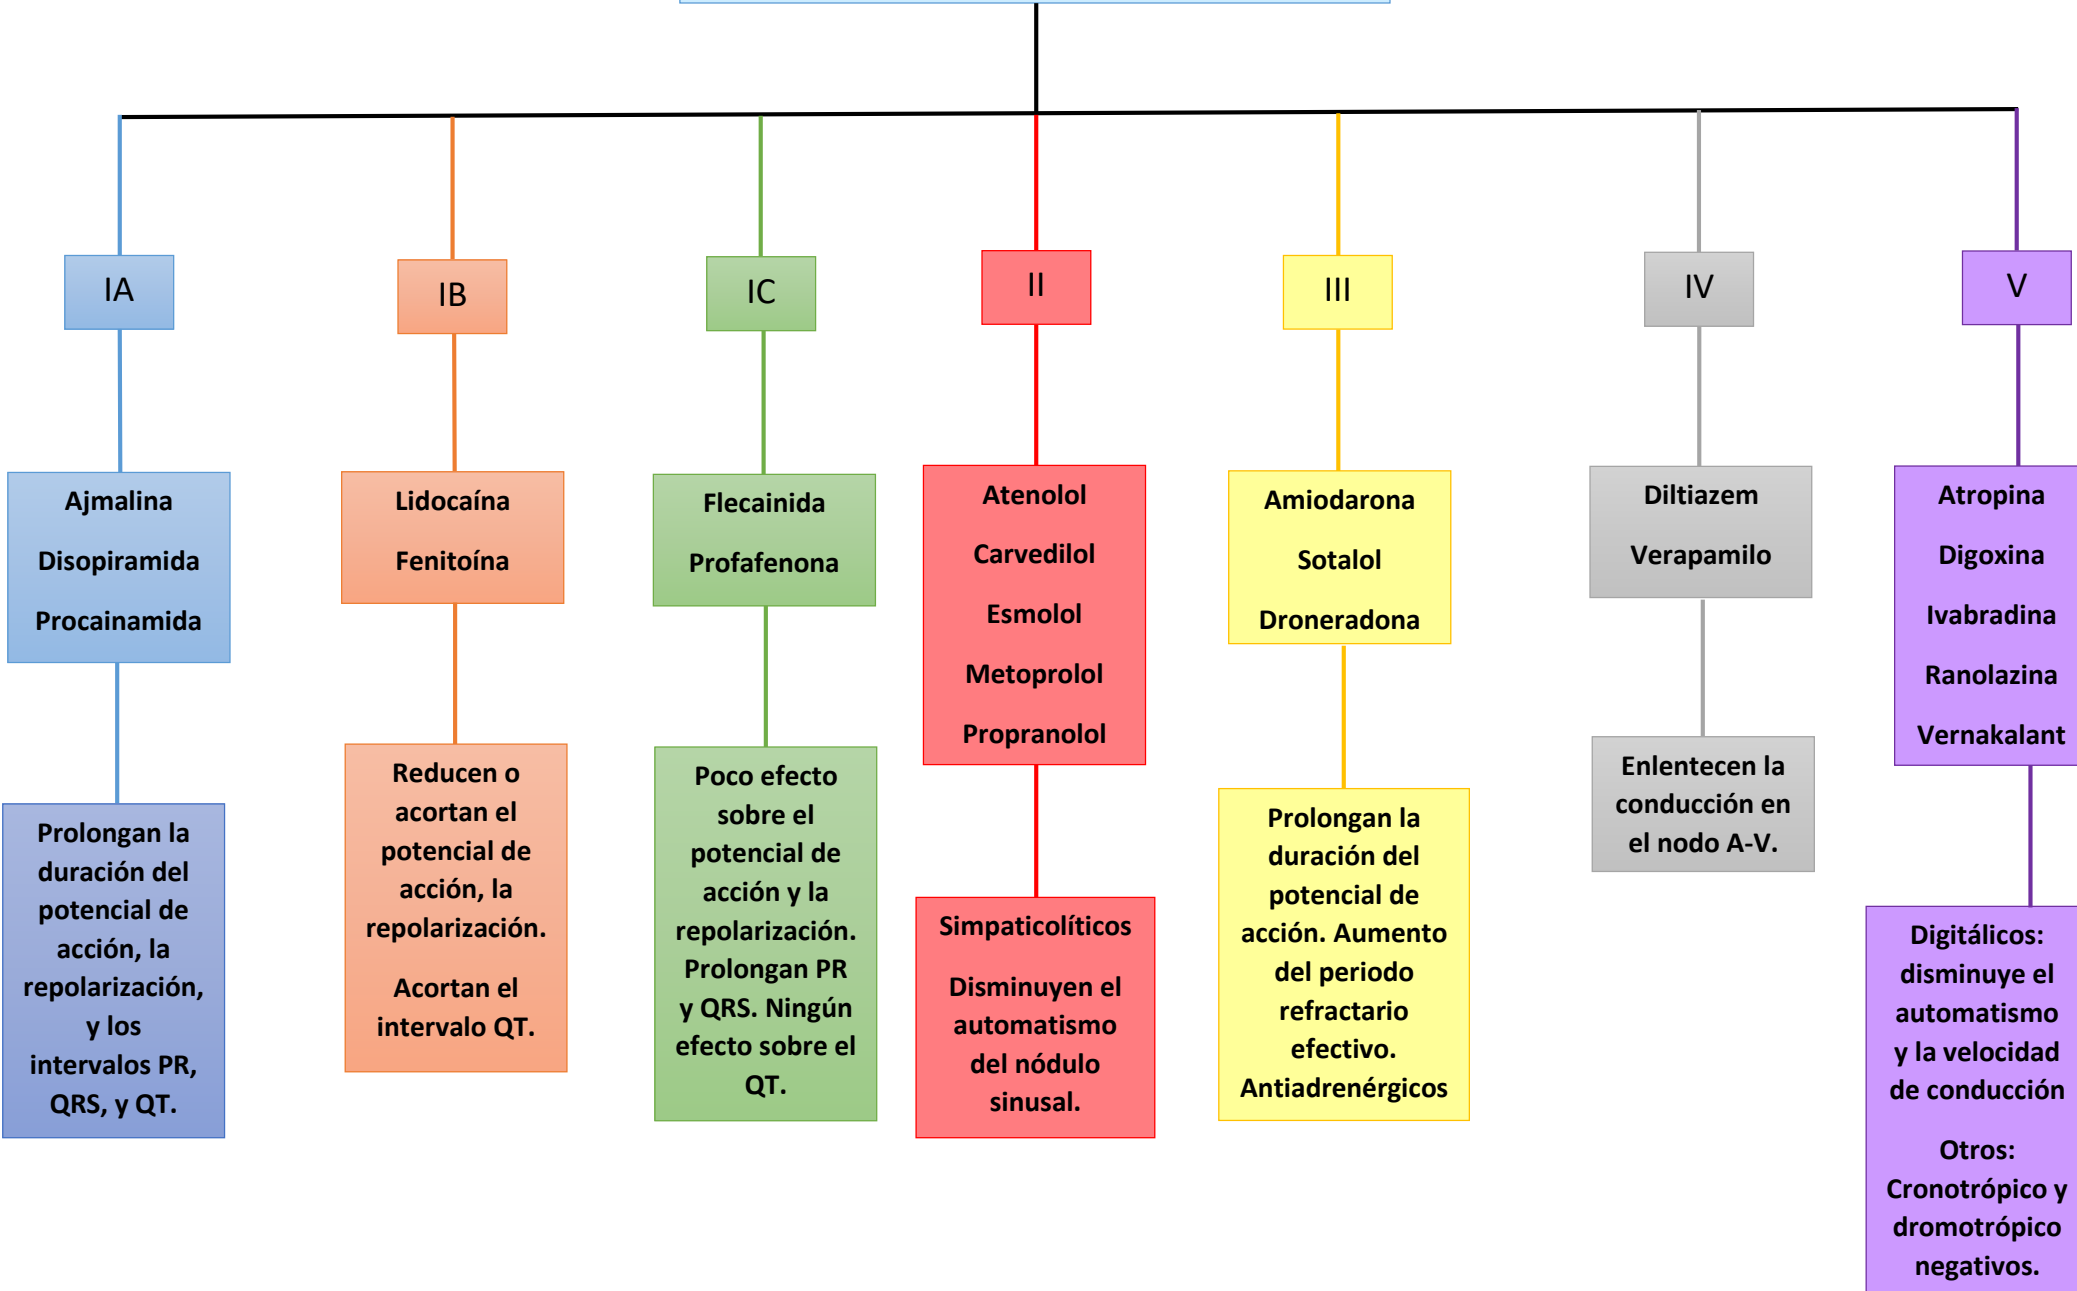 IA
IB
IC
II
III
IV
V
Ajmalina
Disopiramida
Procainamida
Lidocaína
Fenitoína
Flecainida
Profafenona
Atenolol
Carvedilol
Esmolol
Metoprolol
Propranolol
Amiodarona
Sotalol
Droneradona
Diltiazem
Verapamilo
Atropina
Digoxina
Ivabradina
Ranolazina
Vernakalant
Prolongan la
duración del
potencial de
acción, la
repolarización,
y los
intervalos PR,
QRS, y QT.
Reducen o
acortan el
potencial de
acción, la
repolarización.
Acortan el
intervalo QT.
Poco efecto
sobre el
potencial de
acción y la
repolarización.
Prolongan PR
y QRS. Ningún
efecto sobre el
QT.
Simpaticolíticos
Disminuyen el
automatismo
del nódulo
sinusal.
Prolongan la
duración del
potencial de
acción. Aumento
del periodo
refractario
efectivo.
Antiadrenérgicos
Enlentecen la
conducción en
el nodo A-V.
Digitálicos:
disminuye el
automatismo
y la velocidad
de conducción
Otros:
Cronotrópico y
dromotrópico
negativos.